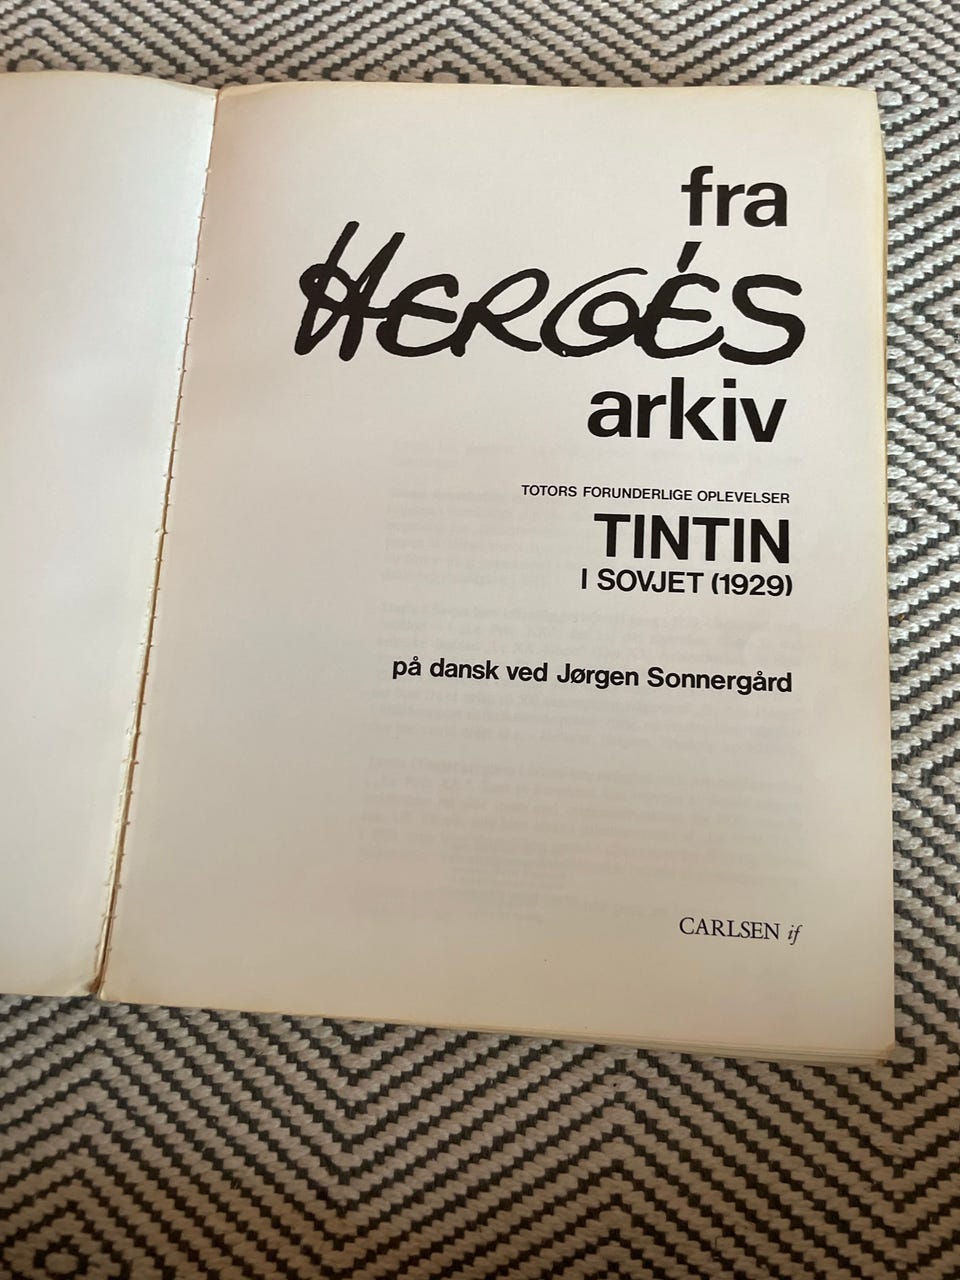 fra
HERGÉS
arkiv
TOTORS FORUNDERLIGE OPLEVELSER
TINTIN
I SOVJET (1929)
på dansk ved Jørgen Sonnergård
CARLSEN if